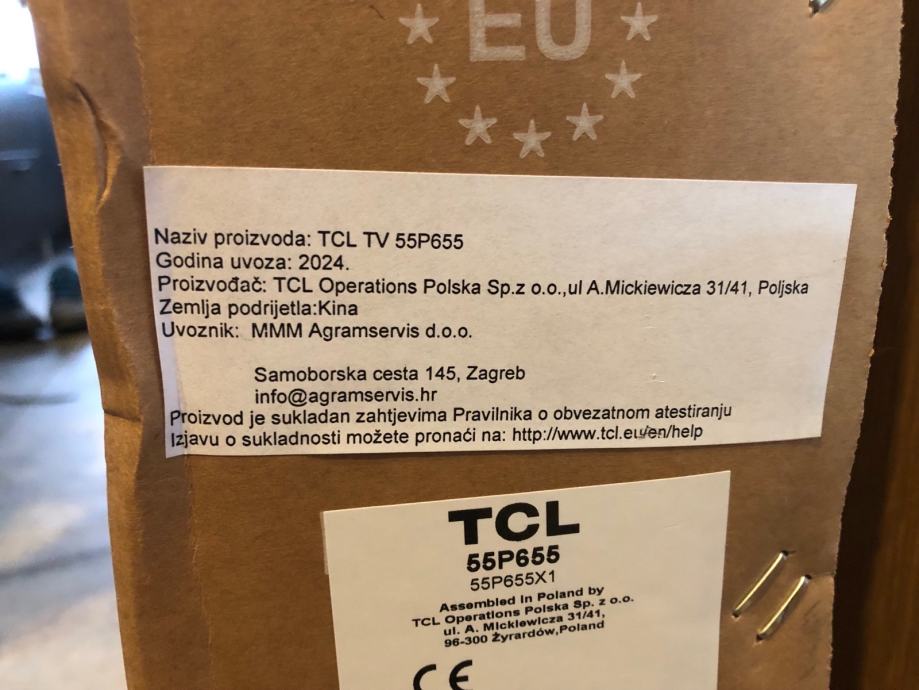 EU
Naziv proizvoda: TCL TV 55P655
Godina uvoza: 2024.
Proizvođač: TCL Operations Polska Sp.z o.o.,ul A.Mickiewicza 31/41, Poljska
Zemlja podrijetla:Kina
Uvoznik: MMM Agramservis d.o.o.
Samoborska cesta 145, Zagreb
info@agramservis.hr
Proizvod je sukladan zahtjevima Pravilnika o obvezatnom atestiranju
Izjavu o sukladnosti možete pronaći na: http://www.tcl.eu/en/help
TCL
55P655
55P655X1
Assembled In Poland by
TCL Operations Polska Sp. z o.o.
ul. A. Mickiewicza 31/41,
96-300 Żyrardów,Poland
CE